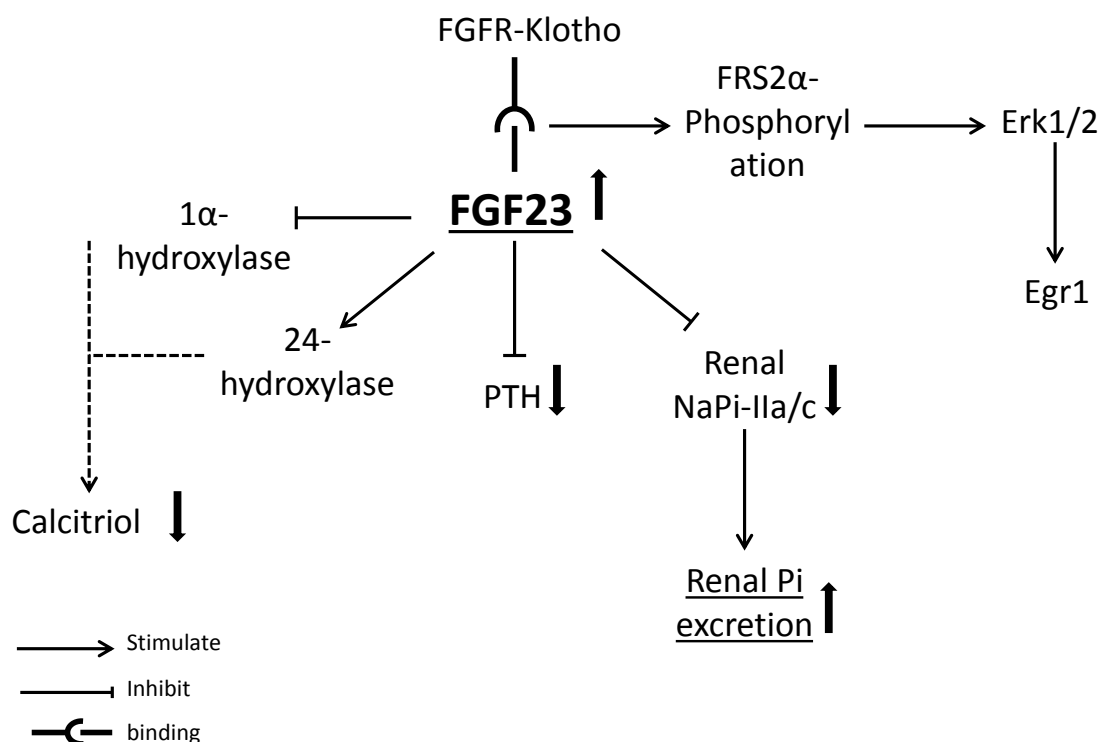 FGFR-Klotho
FRS2α-
Phosphoryl
ation
Erk1/2
FGF23
1α-
hydroxylase
Egr1
24-
hydroxylase
PTH
Renal
NaPi-IIa/c
Calcitriol
Renal Pi
excretion
Stimulate
Inhibit
binding